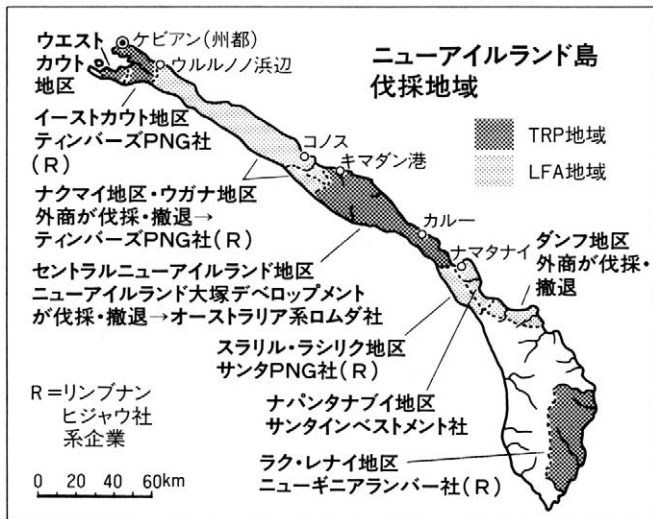 ウエスト
カウト
地区
ケビアン(州都)
ウルルノノ浜辺
ニューアイルランド島
伐採地域
TRP地域
LFA地域
イーストカウト地区
ティンバーズPNG社
(R)
コノス
キマダン港
ナクマイ地区・ウガナ地区
外商が伐採・撤退→
ティンバーズPNG社(R)
カルー
ナマタナイ
ダンフ地区
外商が伐採・
撤退
セントラルニューアイルランド地区
ニューアイルランド大塚デベロップメント
が伐採・撤退→オーストラリア系ロムダ社
スラリル・ラシリク地区
サンタPNG社(R)
R=リンブナン
ヒジャウ社
系企業
ナパンタナブイ地区
サンタインベストメント社
ラク・レナイ地区
ニューギニアランバー社(R)
0 20 40 60km